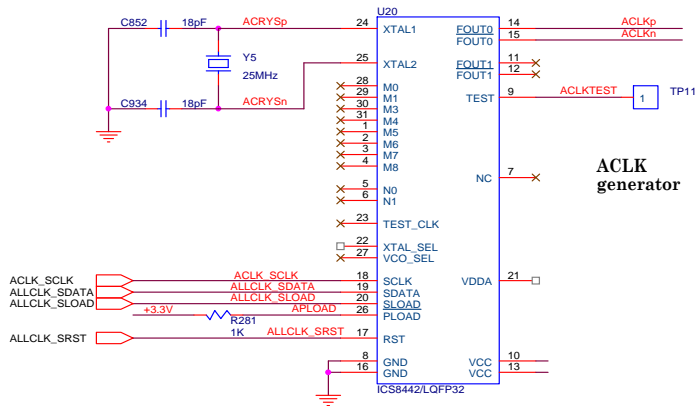 U20
C852 18pF ACRYSp 24 XTAL1 FOUT0 14 ACLKp
FOUT0 15 ACLKn
Y5
25MHz
25 XTAL2 FOUT1 11
FOUT1 12
C934 18pF ACRYSn
28 M0
29 M1
30 M3
31 M4
1 M5
2 M6
3 M7
4 M8
TEST 9 ACLKTEST 1 TP11
5 N0
6 N1
NC 7
ACLK
generator
23 TEST_CLK
22 XTAL_SEL
27 VCO_SEL
ACLK_SCLK ACLK_SCLK 18 SCLK VDDA 21
ALLCLK_SDATA ALLCLK_SDATA 19 SDATA
ALLCLK_SLOAD ALLCLK_SLOAD 20 SLOAD
+3.3V R281 1K APLOAD 26 PLOAD
ALLCLK_SRST ALLCLK_SRST 17 RST
8 GND VCC 10
16 GND VCC 13
ICS8442/LQFP32